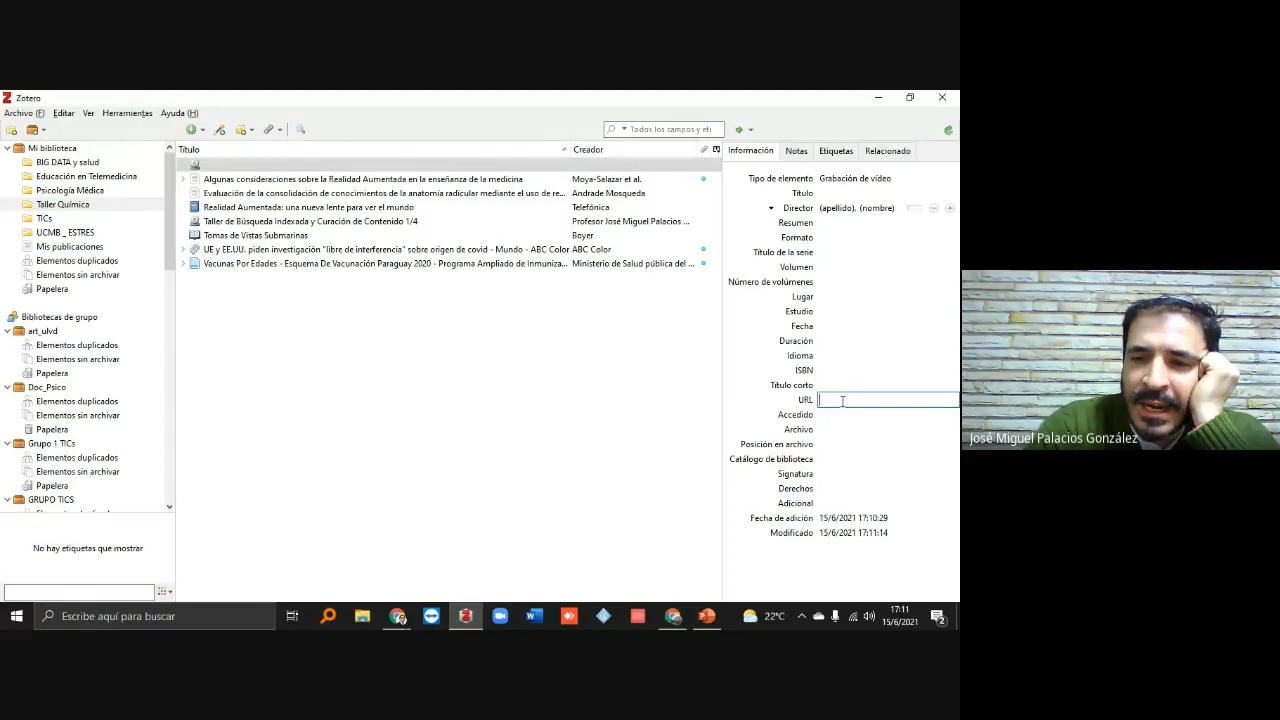 Zotero
Archivo (F) Editar Ver Herramientas Ayuda (H)
Todos los campos y eti
Mi biblioteca
BIG DATA y salud
Educación en Telemedicina
Psicología Médica
Taller Química
TICs
UCMB _ ESTRES
Mis publicaciones
Elementos duplicados
Elementos sin archivar
Papelera
Bibliotecas de grupo
art_ulvd
Elementos duplicados
Elementos sin archivar
Papelera
Doc_Psico
Elementos duplicados
Papelera
Grupo 1 TICs
Elementos duplicados
Elementos sin archivar
Papelera
GRUPO TICS
No hay etiquetas que mostrar
Título Creador
Algunas consideraciones sobre la Realidad Aumentada en la enseñanza de la medicina Moya-Salazar et al.
Evaluación de la consolidación de conocimientos de la anatomía radicular mediante el uso de re... Andrade Mosqueda
Realidad Aumentada: una nueva lente para ver el mundo Telefónica
Taller de Búsqueda Indexada y Curación de Contenido 1/4 Profesor José Miguel Palacios ...
Tomas de Vistas Submarinas Boyer
UE y EE.UU. piden investigación "libre de interferencia" sobre origen de covid - Mundo - ABC Color ABC Color
Vacunas Por Edades - Esquema De Vacunación Paraguay 2020 - Programa Ampliado de Inmuniza... Ministerio de Salud pública del ...
Información Notas Etiquetas Relacionado
Tipo de elemento Grabación de vídeo
Título
Director (apellido), (nombre)
Resumen
Formato
Título de la serie
Volumen
Número de volúmenes
Lugar
Estudio
Fecha
Duración
Idioma
ISBN
Título corto
URL
Accedido
Archivo
Posición en archivo
Catálogo de biblioteca
Signatura
Derechos
Adicional
Fecha de adición 15/6/2021 17:10:29
Modificado 15/6/2021 17:11:14
José Miguel Palacios González
Escribe aquí para buscar
22°C
17:11
15/6/2021
2